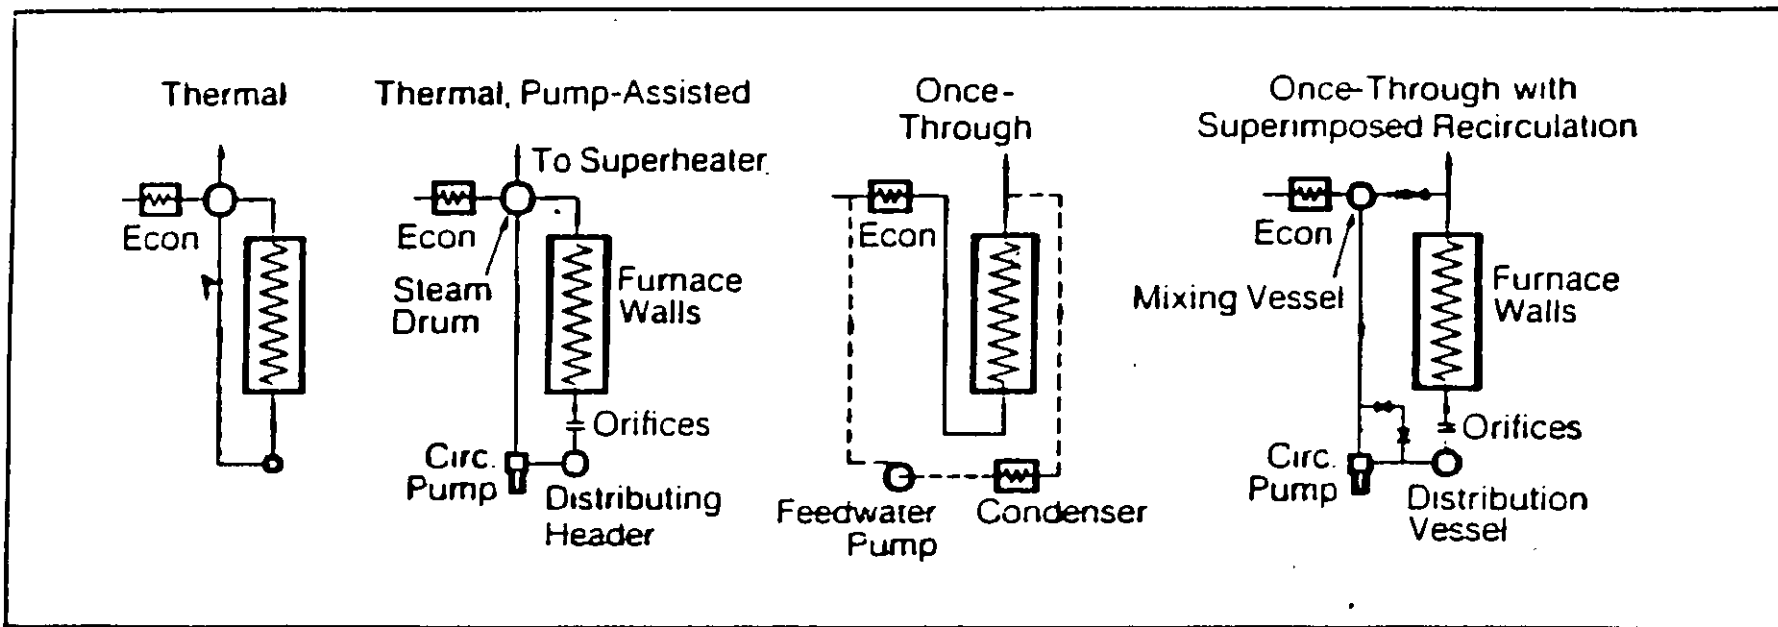 Thermal
Econ
Thermal, Pump-Assisted
To Superheater
Econ
Steam
Drum
Furnace
Walls
Orifices
Circ.
Pump
Distributing
Header
Once-
Through
Econ
Feedwater
Pump
Condenser
Once-Through with
Superimposed Recirculation
Econ
Mixing Vessel
Furnace
Walls
Orifices
Circ.
Pump
Distribution
Vessel